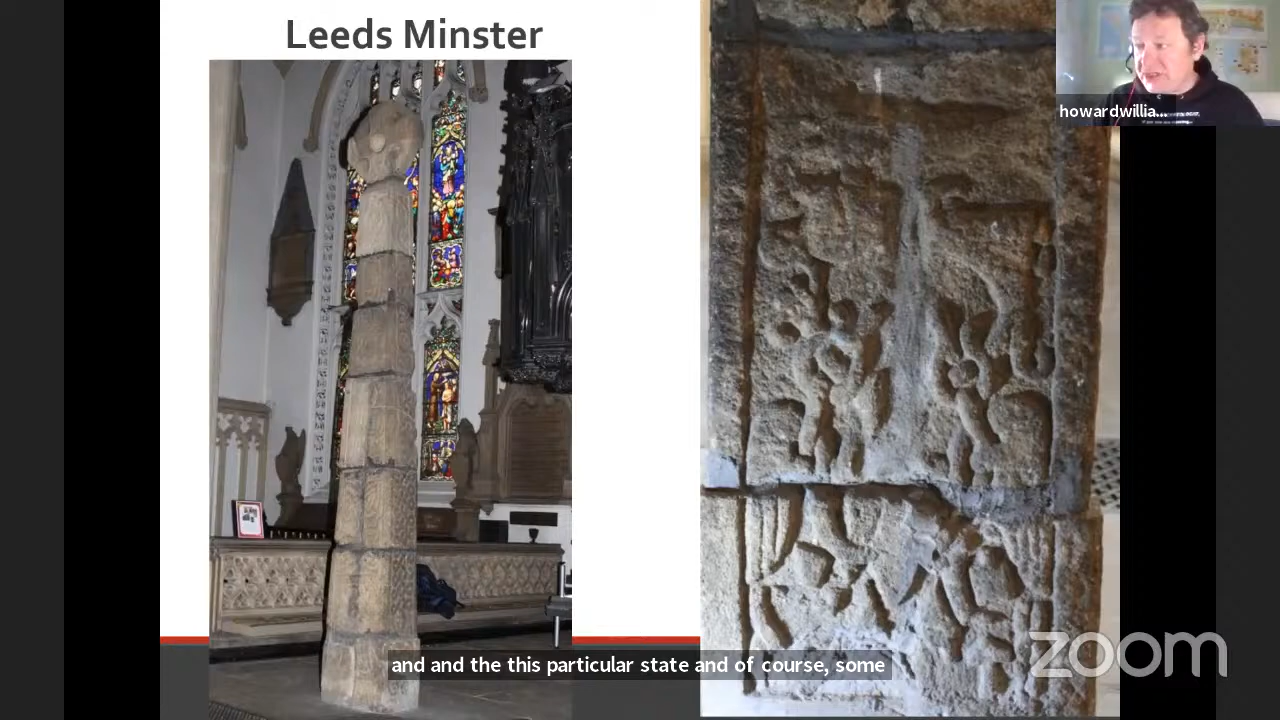 Leeds Minster
howardwillia...
and and the this particular state and of course, some
zoom